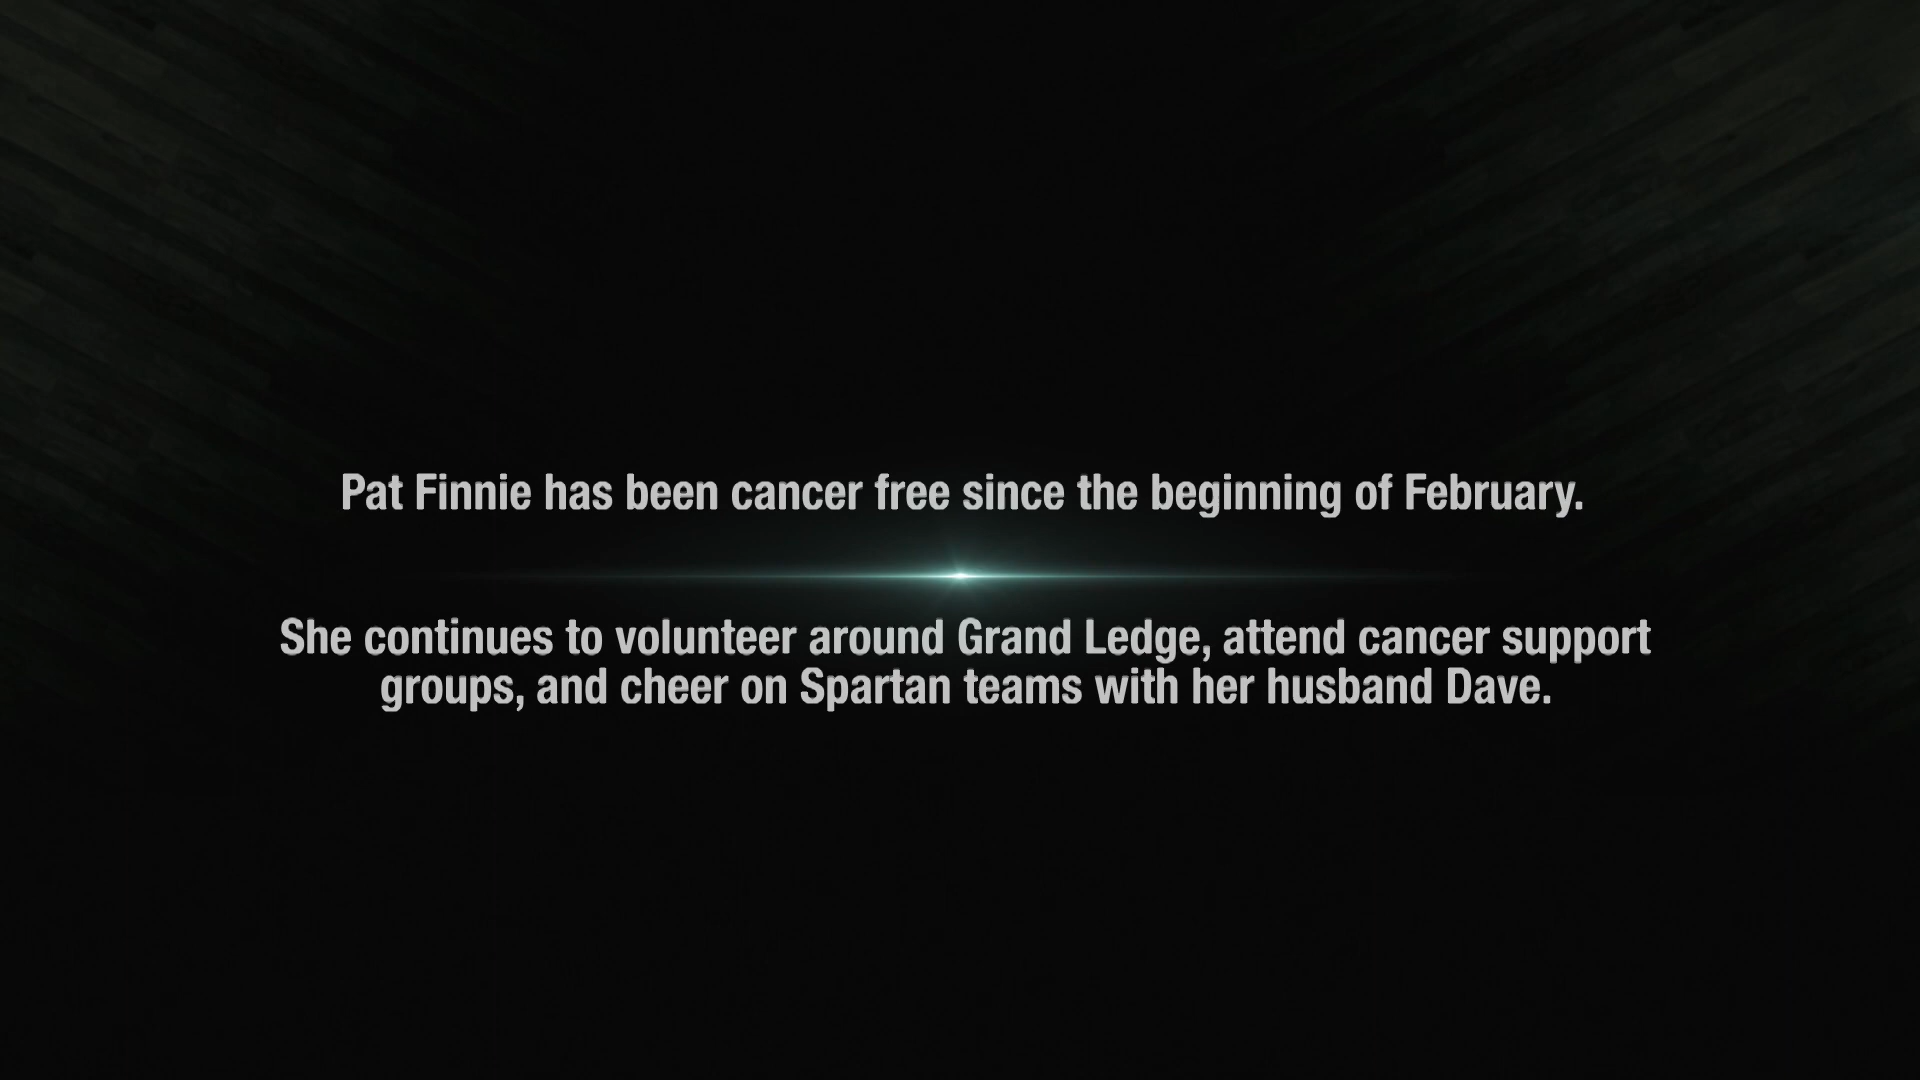 Pat Finnie has been cancer free since the beginning of February.
She continues to volunteer around Grand Ledge, attend cancer support
groups, and cheer on Spartan teams with her husband Dave.